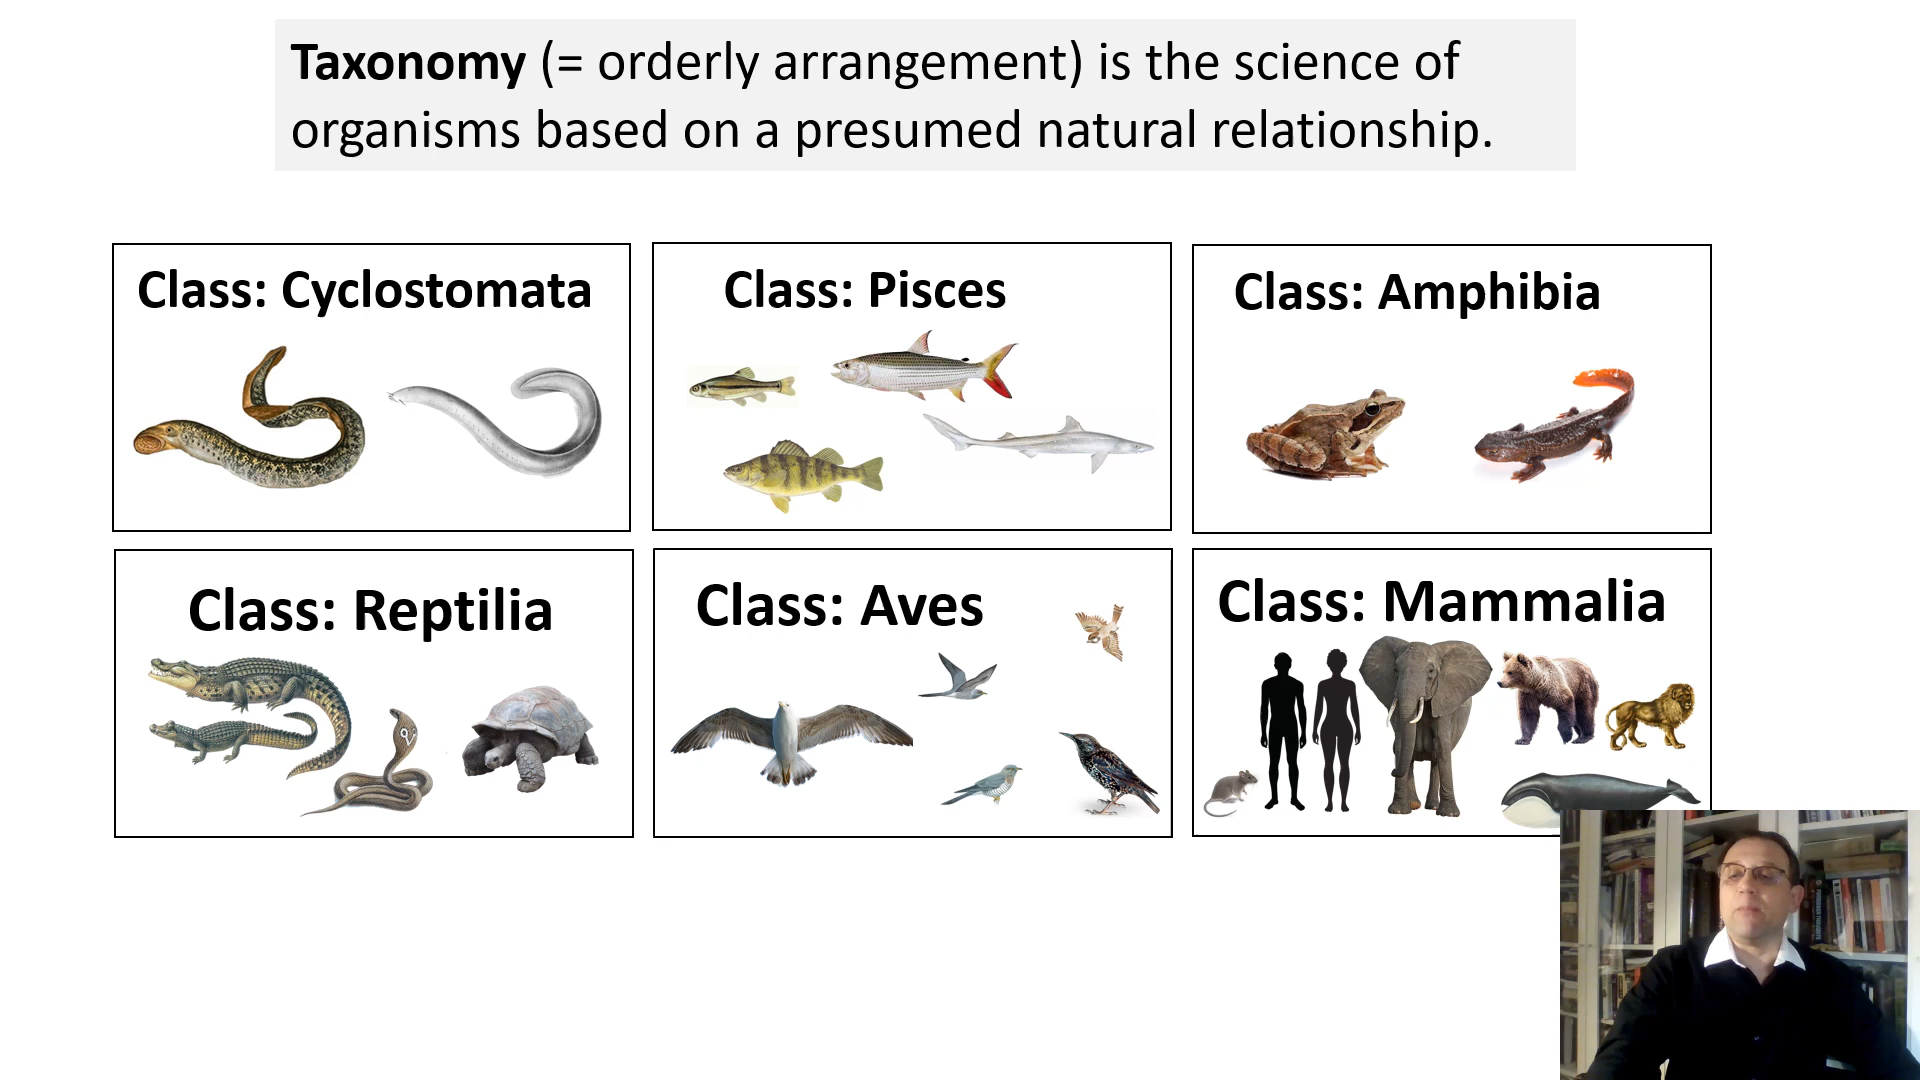 Taxonomy (= orderly arrangement) is the science of
organisms based on a presumed natural relationship.
Class: Cyclostomata
Class: Pisces
Class: Amphibia
Class: Reptilia
Class: Aves
Class: Mammalia